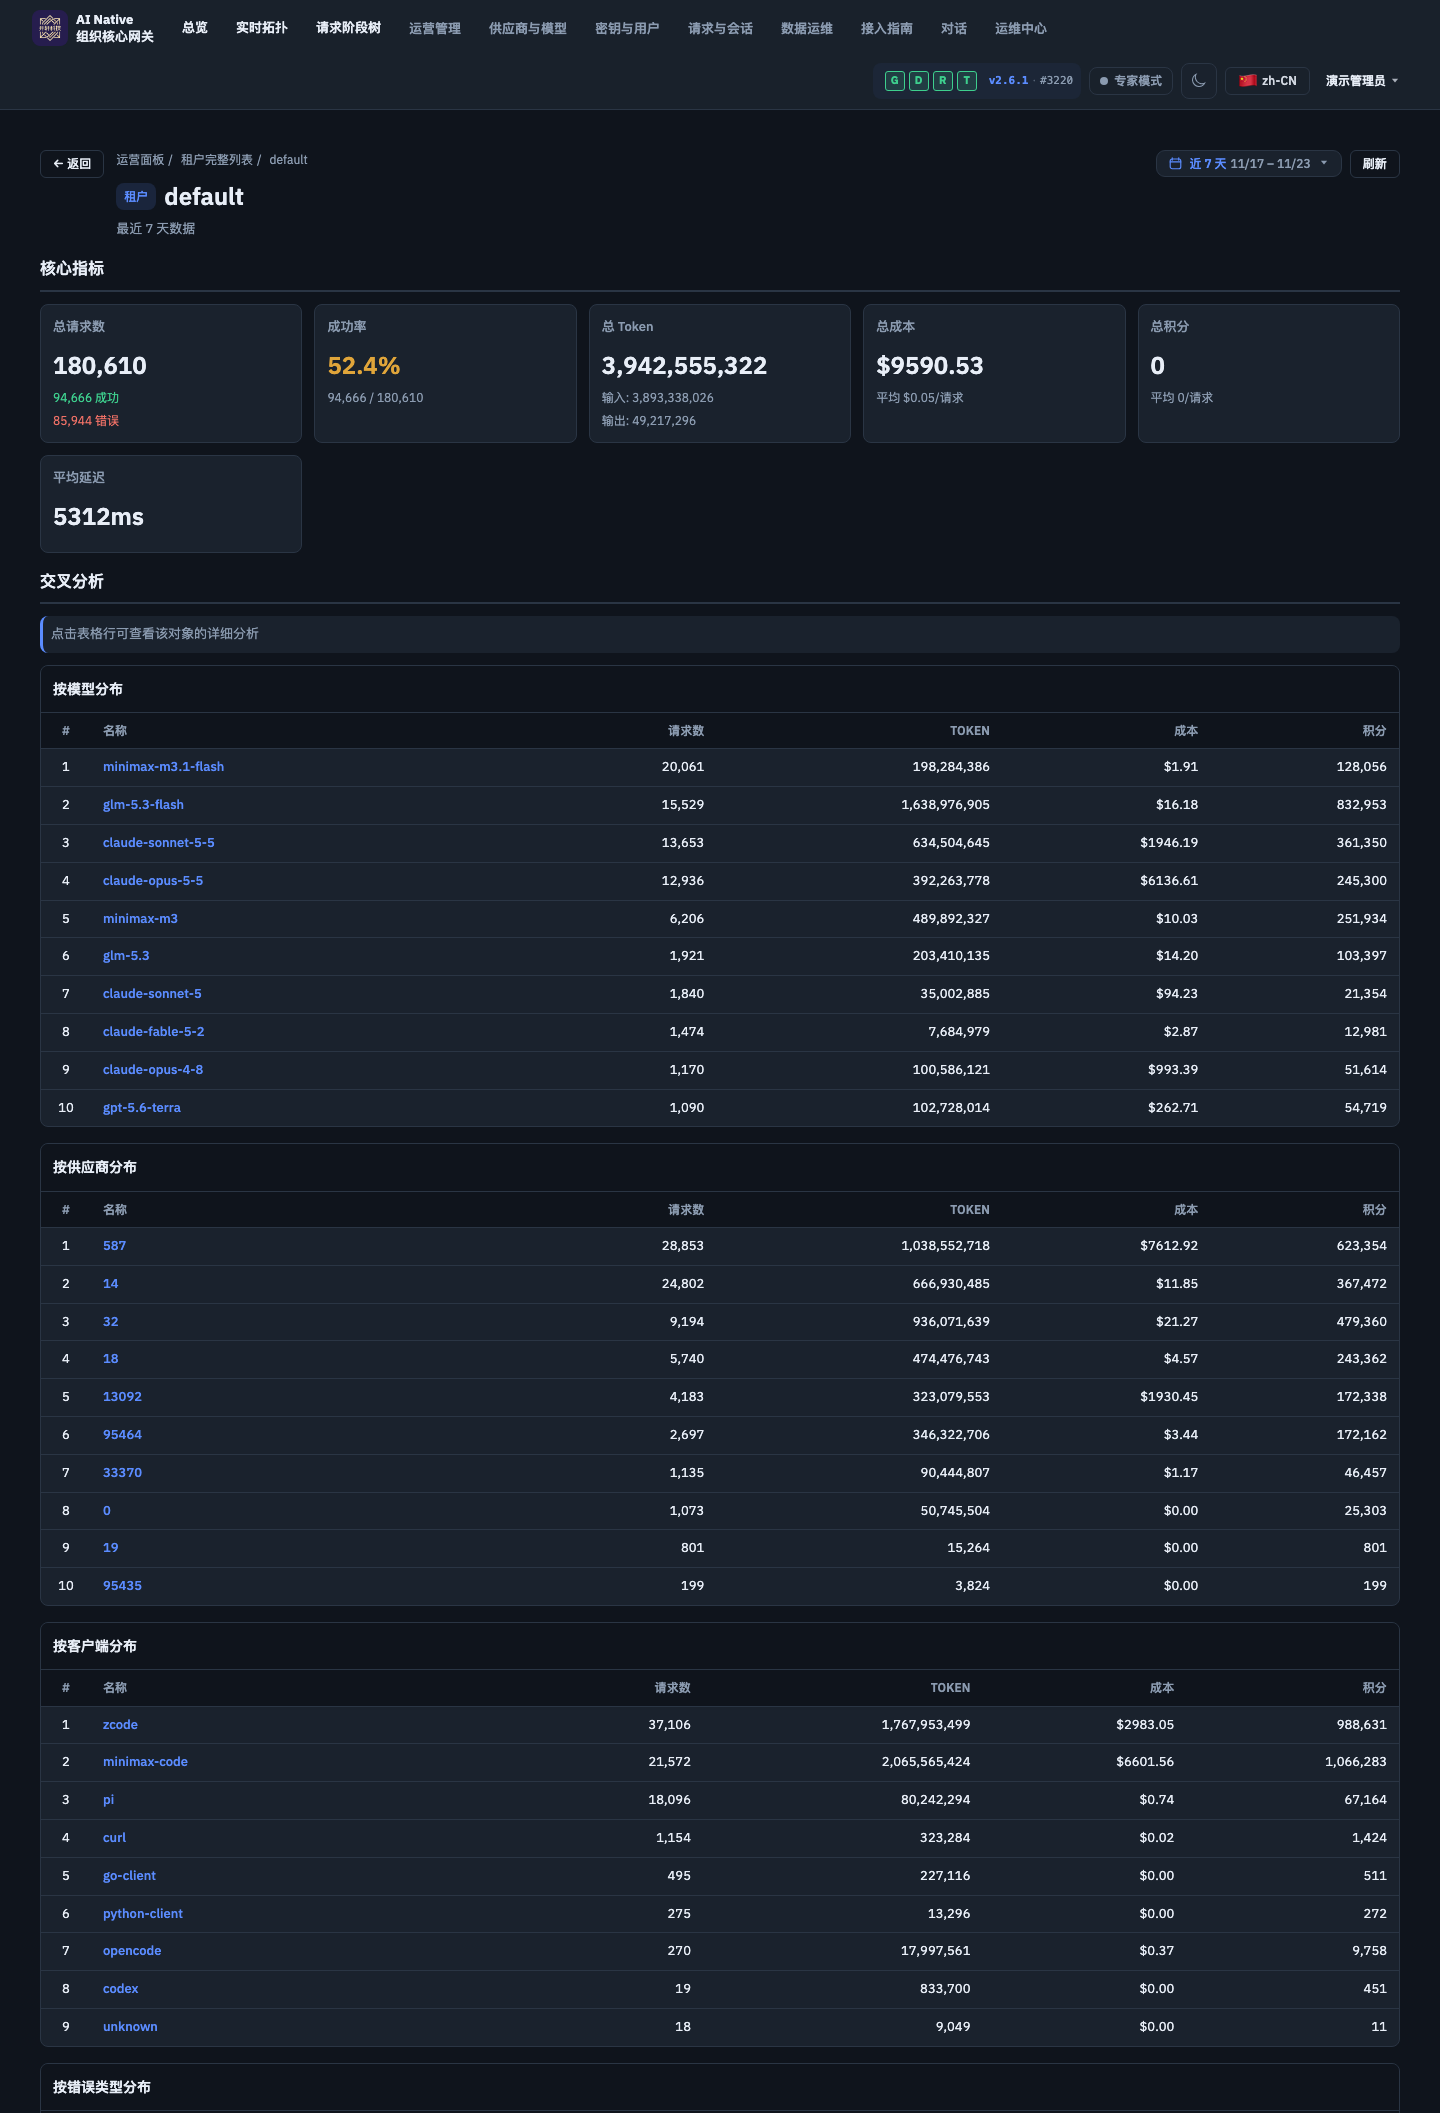 AI Native
组织核心网关
总览 实时拓扑 请求阶段树 运营管理 供应商与模型 密钥与用户 请求与会话 数据运维 接入指南 对话 运维中心
G D R T v2.6.1 · #3220 专家模式 zh-CN 演示管理员
← 返回 运营面板 / 租户完整列表 / default
近 7 天 11/17 – 11/23 刷新
租户 default
最近 7 天数据
核心指标
总请求数 成功率 总 Token 总成本 总积分
180,610 52.4% 3,942,555,322 $9590.53 0
94,666 成功 94,666 / 180,610 输入: 3,893,338,026 平均 $0.05/请求 平均 0/请求
85,944 错误 输出: 49,217,296
平均延迟
5312ms
交叉分析
点击表格行可查看该对象的详细分析
按模型分布
# 名称 请求数 TOKEN 成本 积分
1 minimax-m3.1-flash 20,061 198,284,386 $1.91 128,056
2 glm-5.3-flash 15,529 1,638,976,905 $16.18 832,953
3 claude-sonnet-5-5 13,653 634,504,645 $1946.19 361,350
4 claude-opus-5-5 12,936 392,263,778 $6136.61 245,300
5 minimax-m3 6,206 489,892,327 $10.03 251,934
6 glm-5.3 1,921 203,410,135 $14.20 103,397
7 claude-sonnet-5 1,840 35,002,885 $94.23 21,354
8 claude-fable-5-2 1,474 7,684,979 $2.87 12,981
9 claude-opus-4-8 1,170 100,586,121 $993.39 51,614
10 gpt-5.6-terra 1,090 102,728,014 $262.71 54,719
按供应商分布
# 名称 请求数 TOKEN 成本 积分
1 587 28,853 1,038,552,718 $7612.92 623,354
2 14 24,802 666,930,485 $11.85 367,472
3 32 9,194 936,071,639 $21.27 479,360
4 18 5,740 474,476,743 $4.57 243,362
5 13092 4,183 323,079,553 $1930.45 172,338
6 95464 2,697 346,322,706 $3.44 172,162
7 33370 1,135 90,444,807 $1.17 46,457
8 0 1,073 50,745,504 $0.00 25,303
9 19 801 15,264 $0.00 801
10 95435 199 3,824 $0.00 199
按客户端分布
# 名称 请求数 TOKEN 成本 积分
1 zcode 37,106 1,767,953,499 $2983.05 988,631
2 minimax-code 21,572 2,065,565,424 $6601.56 1,066,283
3 pi 18,096 80,242,294 $0.74 67,164
4 curl 1,154 323,284 $0.02 1,424
5 go-client 495 227,116 $0.00 511
6 python-client 275 13,296 $0.00 272
7 opencode 270 17,997,561 $0.37 9,758
8 codex 19 833,700 $0.00 451
9 unknown 18 9,049 $0.00 11
按错误类型分布